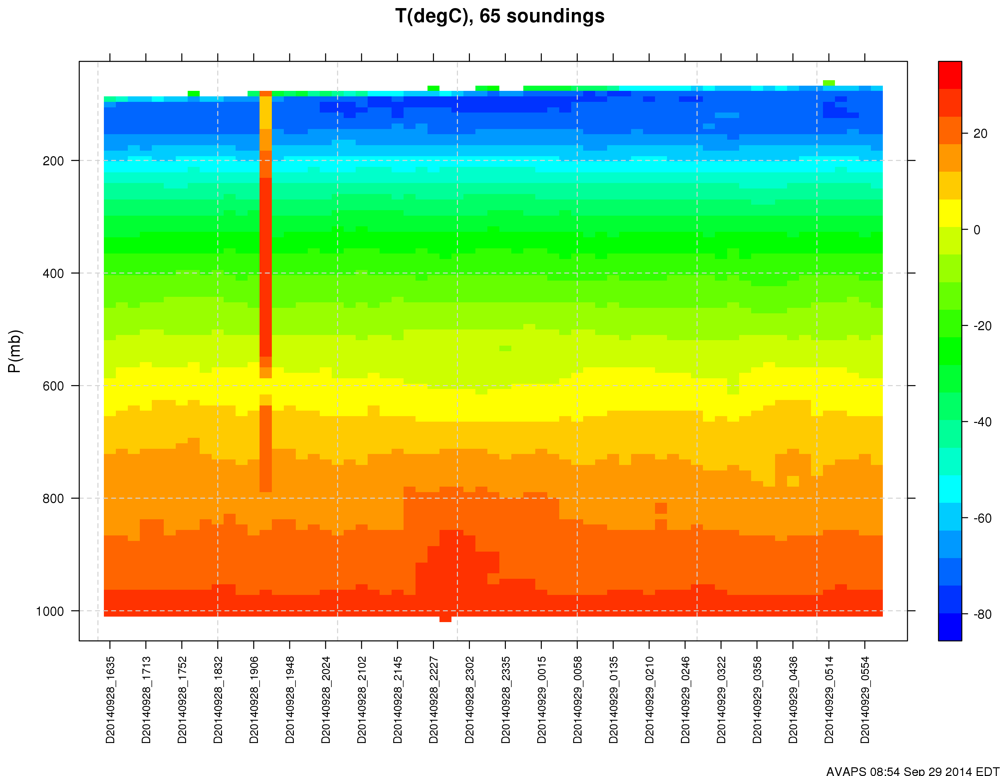 T(degC), 65 soundings
P(mb)
200
400
600
800
1000
20
0
-20
-40
-60
-80
D20140928_1635
D20140928_1713
D20140928_1752
D20140928_1832
D20140928_1906
D20140928_1948
D20140928_2024
D20140928_2102
D20140928_2145
D20140928_2227
D20140928_2302
D20140928_2335
D20140929_0015
D20140929_0058
D20140929_0135
D20140929_0210
D20140929_0246
D20140929_0322
D20140929_0358
D20140929_0436
D20140929_0514
D20140929_0554
AVAPS 08:54 Sep 29 2014 EDT